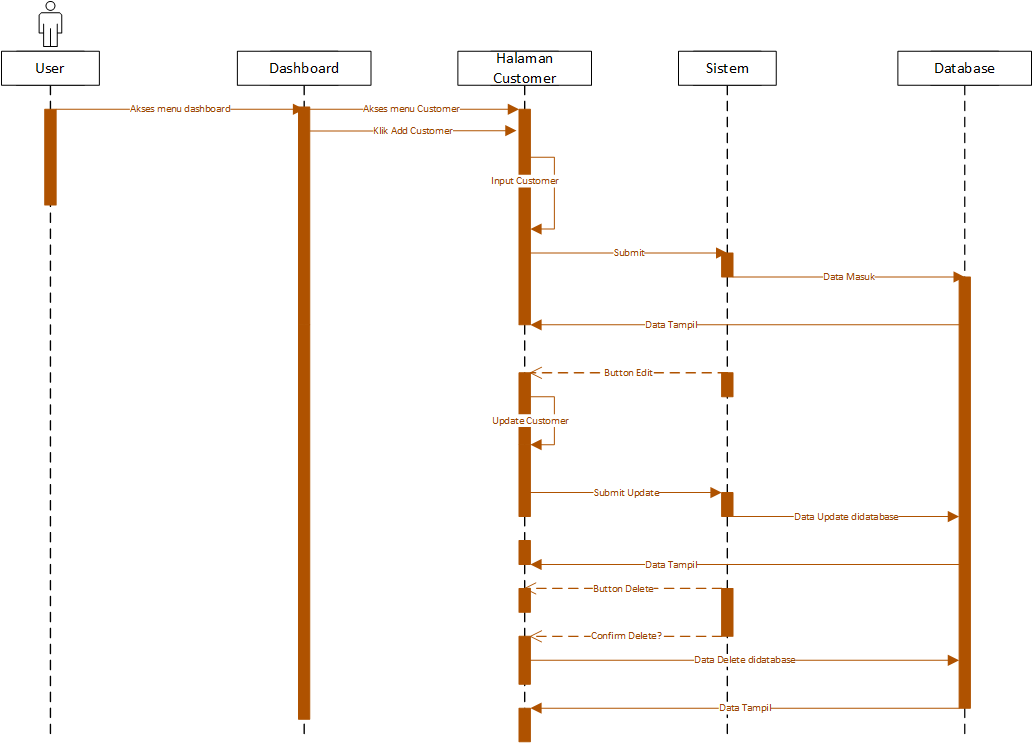 User
Dashboard
Halaman
Customer
Sistem
Database
Akses menu dashboard
Akses menu Customer
Klik Add Customer
Input Customer
Submit
Data Masuk
Data Tampil
Button Edit
Update Customer
Submit Update
Data Update didatabase
Data Tampil
Button Delete
Confirm Delete?
Data Delete didatabase
Data Tampil